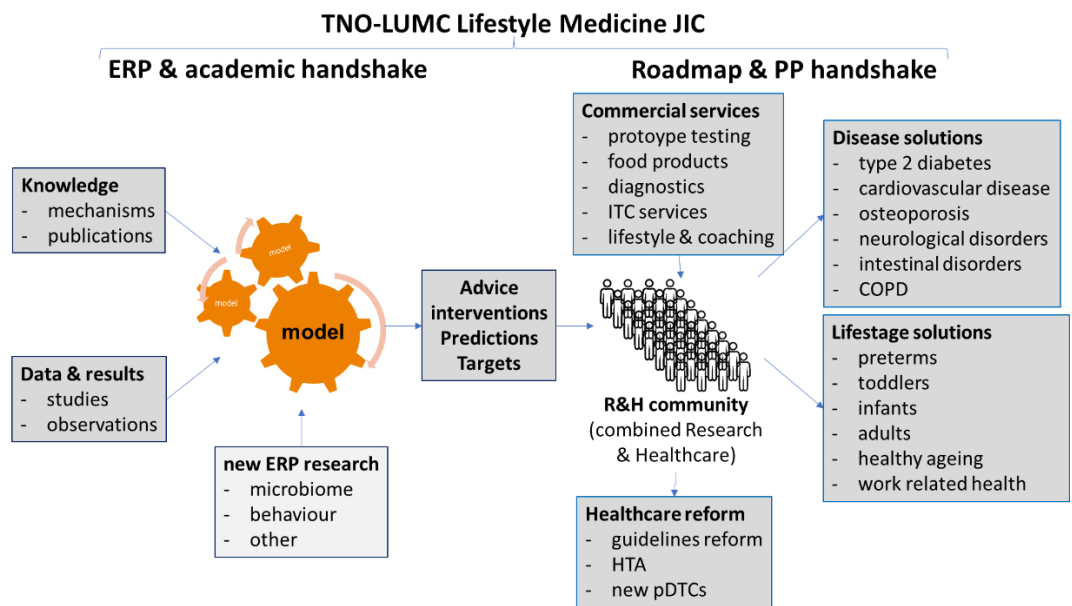 TNO-LUMC Lifestyle Medicine JIC
ERP & academic handshake
Roadmap & PP handshake
Knowledge
- mechanisms
- publications
Data & results
- studies
- observations
model
model
model
new ERP research
- microbiome
- behaviour
- other
Advice
interventions
Predictions
Targets
Commercial services
- protoype testing
- food products
- diagnostics
- ITC services
- lifestyle & coaching
R&H community
(combined Research
& Healthcare)
Healthcare reform
- guidelines reform
- HTA
- new pDTCs
Disease solutions
- type 2 diabetes
- cardiovascular disease
- osteoporosis
- neurological disorders
- intestinal disorders
- COPD
Lifestage solutions
- preterms
- toddlers
- infants
- adults
- healthy ageing
- work related health